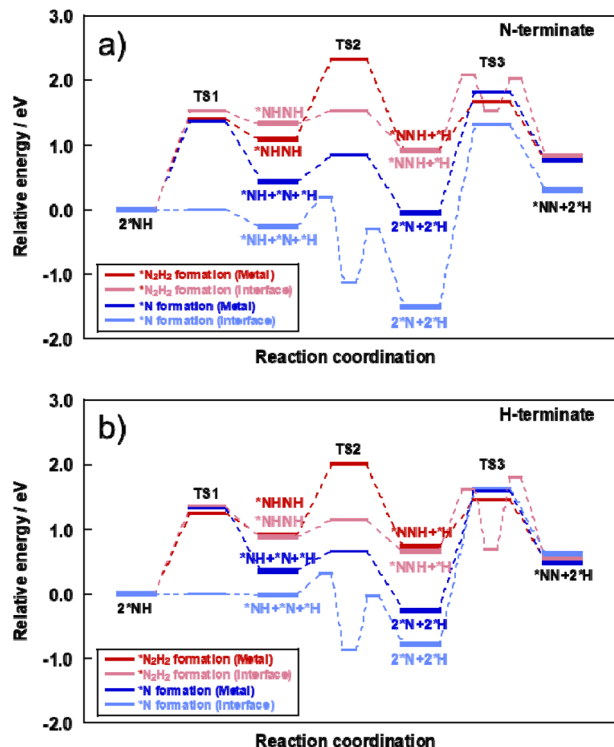 a)
N-terminate
3.0
2.0
1.0
0.0
-1.0
-2.0
Relative energy / eV
TS1
TS2
TS3
*NHNH
*NHNH
*NNH+*H
*NNH+*H
2*NH
*NH+*N+*H
*NH+*N+*H
2*N+2*H
2*N+2*H
*NN+2*H
*N₂H₂ formation (Metal)
*N₂H₂ formation (Interface)
*N formation (Metal)
*N formation (Interface)
Reaction coordination
b)
H-terminate
3.0
2.0
1.0
0.0
-1.0
-2.0
Relative energy / eV
TS1
TS2
TS3
*NHNH
*NHNH
*NNH+*H
*NNH+*H
*NH+*N+*H
2*NH
*NH+*N+*H
2*N+2*H
2*N+2*H
*NN+2*H
*N₂H₂ formation (Metal)
*N₂H₂ formation (Interface)
*N formation (Metal)
*N formation (Interface)
Reaction coordination